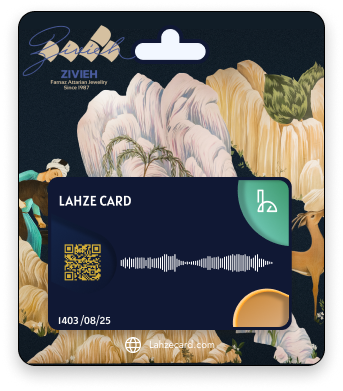 Zivieh
ZIVIEH
Farnaz Attarian Jewellry
Since 1987
LAHZE CARD
1403/08/25
Lahzecard.com